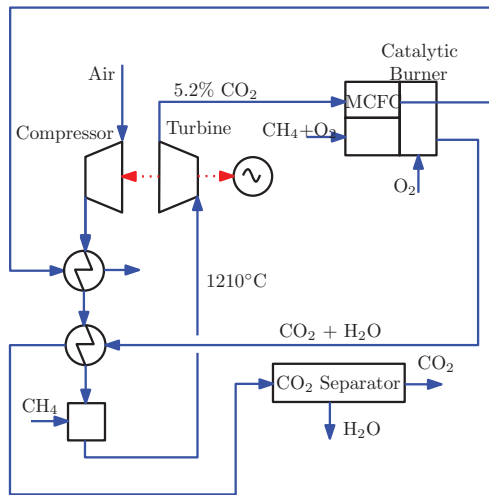 Catalytic
Burner
Air
5.2% CO₂
MCFC
Compressor
Turbine
CH₄+O₂
O₂
1210°C
CO₂ + H₂O
CO₂ Separator
CO₂
CH₄
H₂O